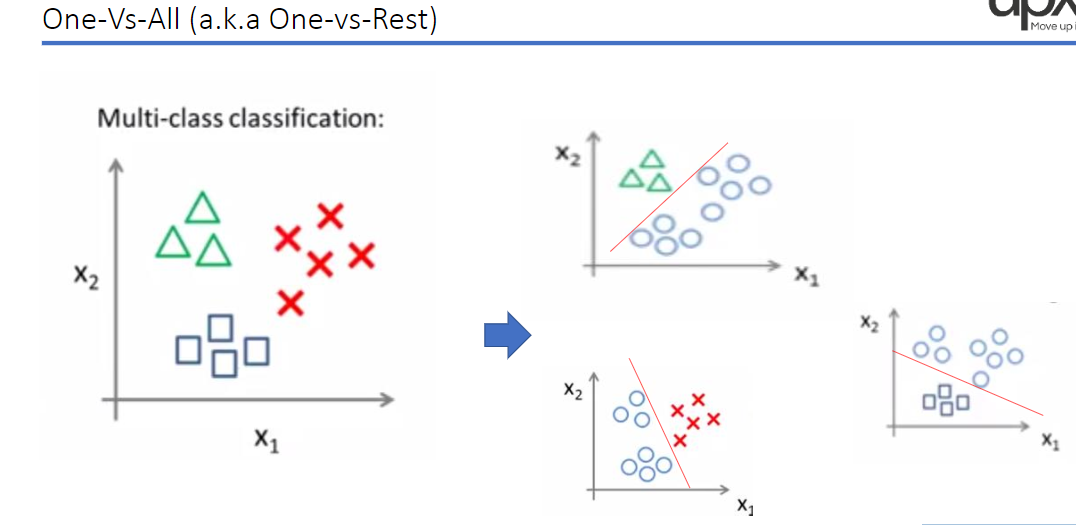 One-Vs-All (a.k.a One-vs-Rest)
Move up
Multi-class classification:
x2
x1
x2
x1
x2
x1
x2
x1